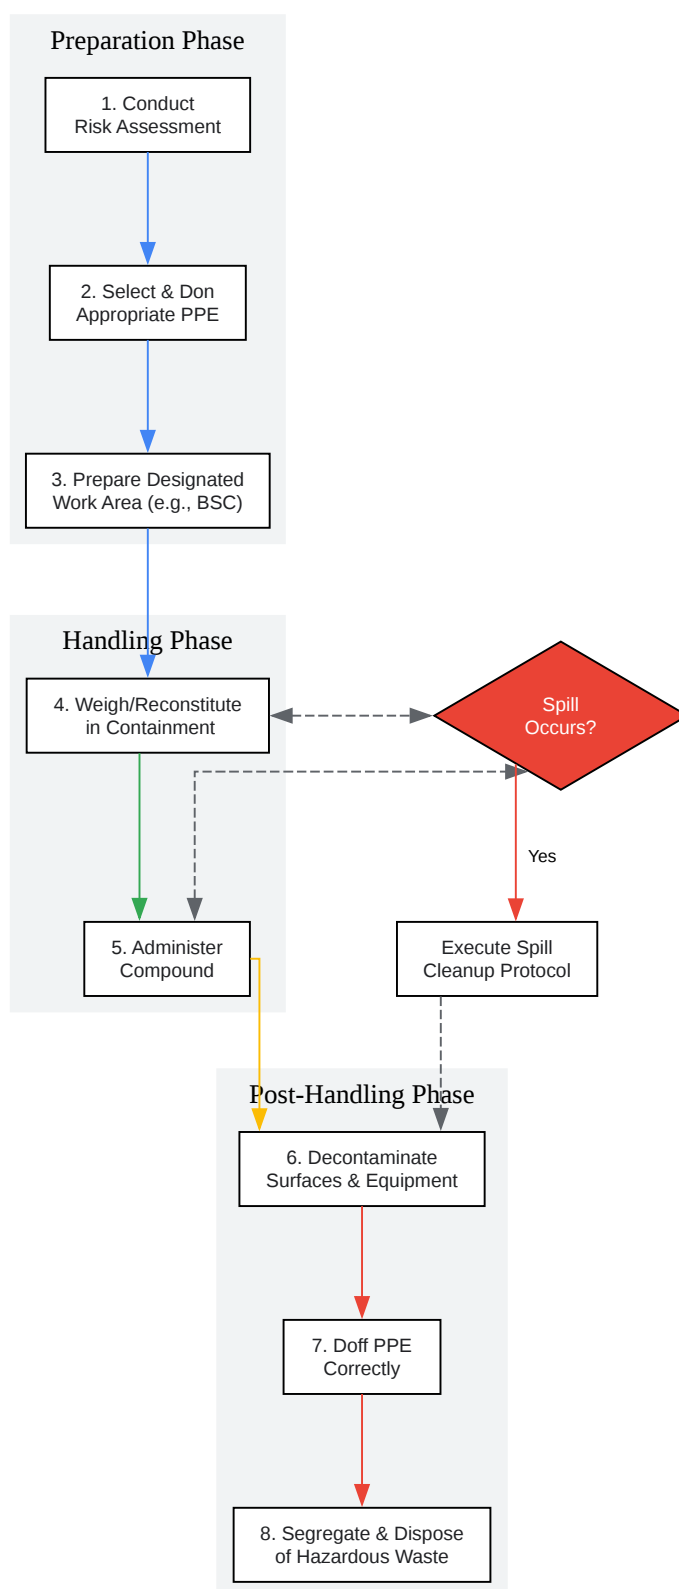 Preparation Phase
1. Conduct
Risk Assessment
2. Select & Don
Appropriate PPE
3. Prepare Designated
Work Area (e.g., BSC)
Handling Phase
4. Weigh/Reconstitute
in Containment
Spill
Occurs?
Yes
5. Administer
Compound
Execute Spill
Cleanup Protocol
Post-Handling Phase
6. Decontaminate
Surfaces & Equipment
7. Doff PPE
Correctly
8. Segregate & Dispose
of Hazardous Waste